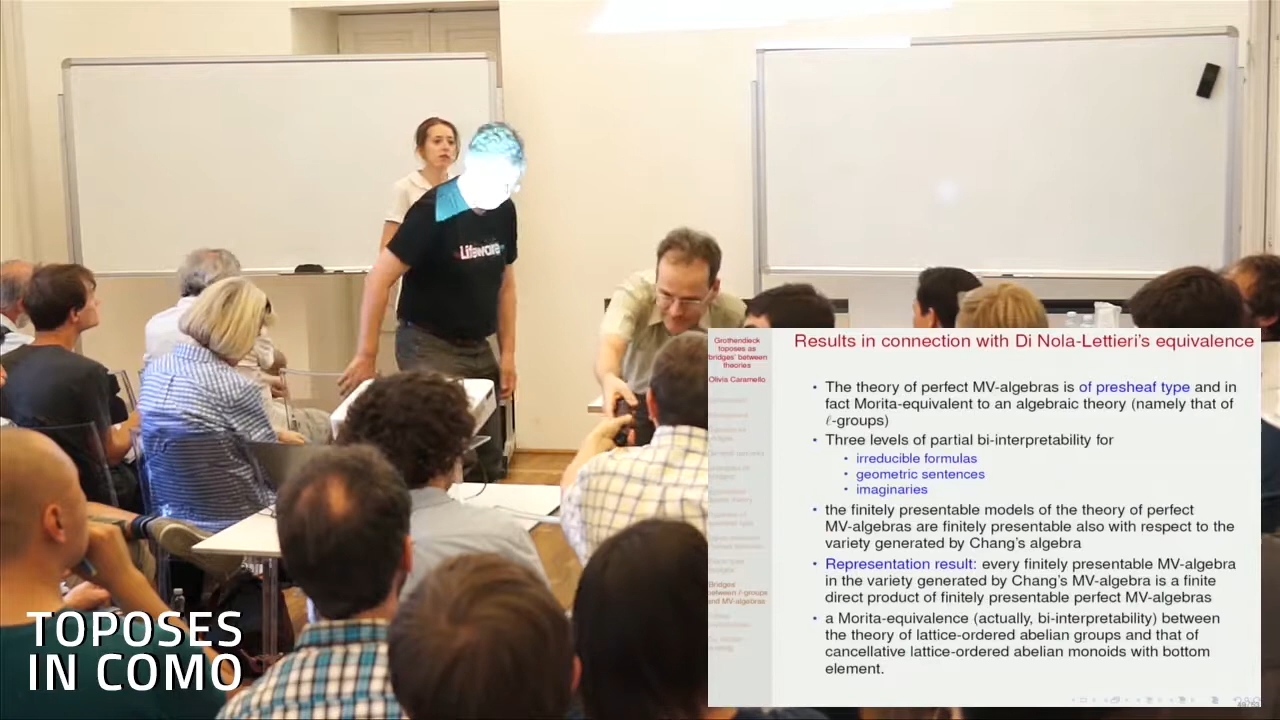 Lifeware
Grothendieck
toposes as
'bridges' between
theories
Olivia Caramello
Bridges
between ℓ-groups
and MV-algebras
Results in connection with Di Nola-Lettieri's equivalence
• The theory of perfect MV-algebras is of presheaf type and in
fact Morita-equivalent to an algebraic theory (namely that of
ℓ-groups)
• Three levels of partial bi-interpretability for
• irreducible formulas
• geometric sentences
• imaginaries
• the finitely presentable models of the theory of perfect
MV-algebras are finitely presentable also with respect to the
variety generated by Chang's algebra
• Representation result: every finitely presentable MV-algebra
in the variety generated by Chang's MV-algebra is a finite
direct product of finitely presentable perfect MV-algebras
• a Morita-equivalence (actually, bi-interpretability) between
the theory of lattice-ordered abelian groups and that of
cancellative lattice-ordered abelian monoids with bottom
element.
TOPOSES
IN COMO